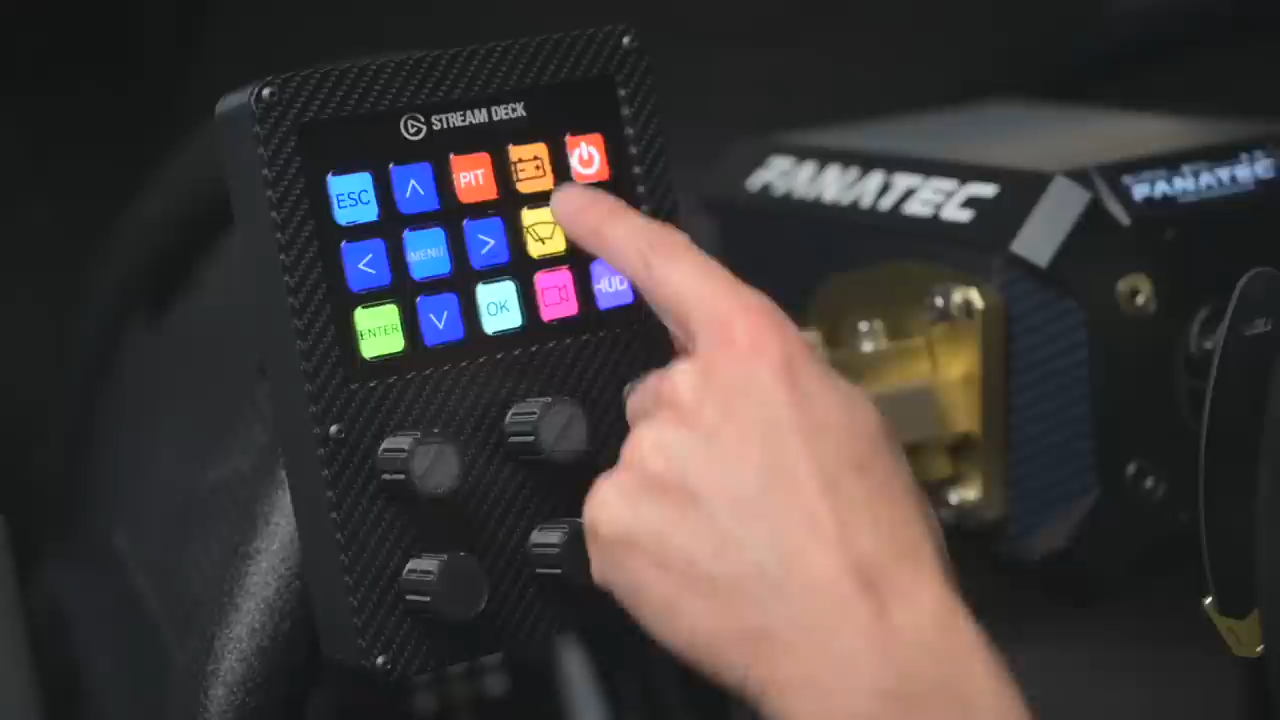 STREAM DECK
ESC
PIT
MENU
ENTER
OK
HUD
FANATEC
FANATEC